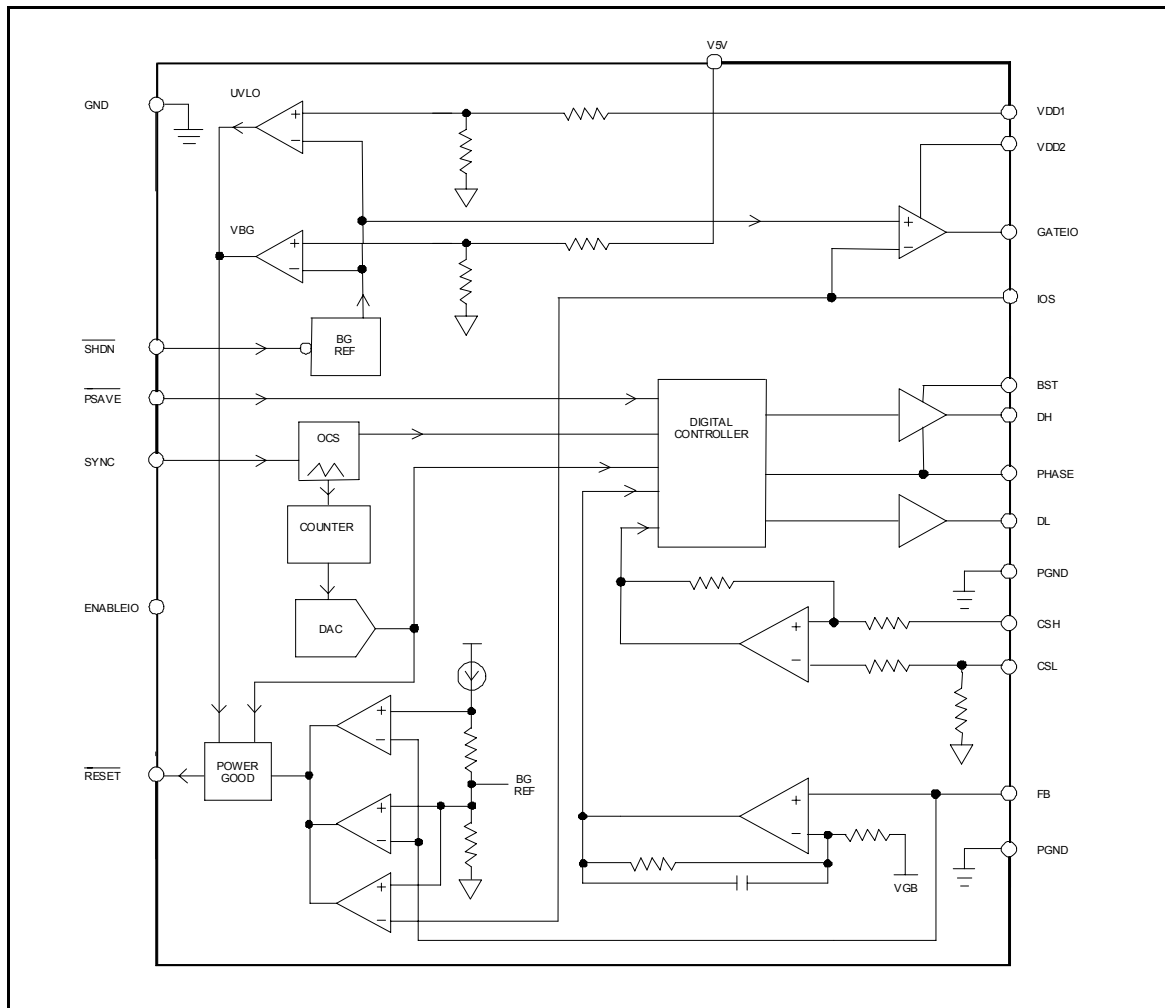 V5V
GND
UVLO
+
−
VDD1
VDD2
VBG
+
−
+
−
GATEIO
IOS
SHDN
BG
REF
PSAVE
BST
DH
DIGITAL
CONTROLLER
OCS
SYNC
PHASE
COUNTER
DL
PGND
ENABLEIO
DAC
+
−
CSH
CSL
+
−
POWER
GOOD
RESET
BG
REF
+
−
FB
+
−
PGND
VGB
+
−